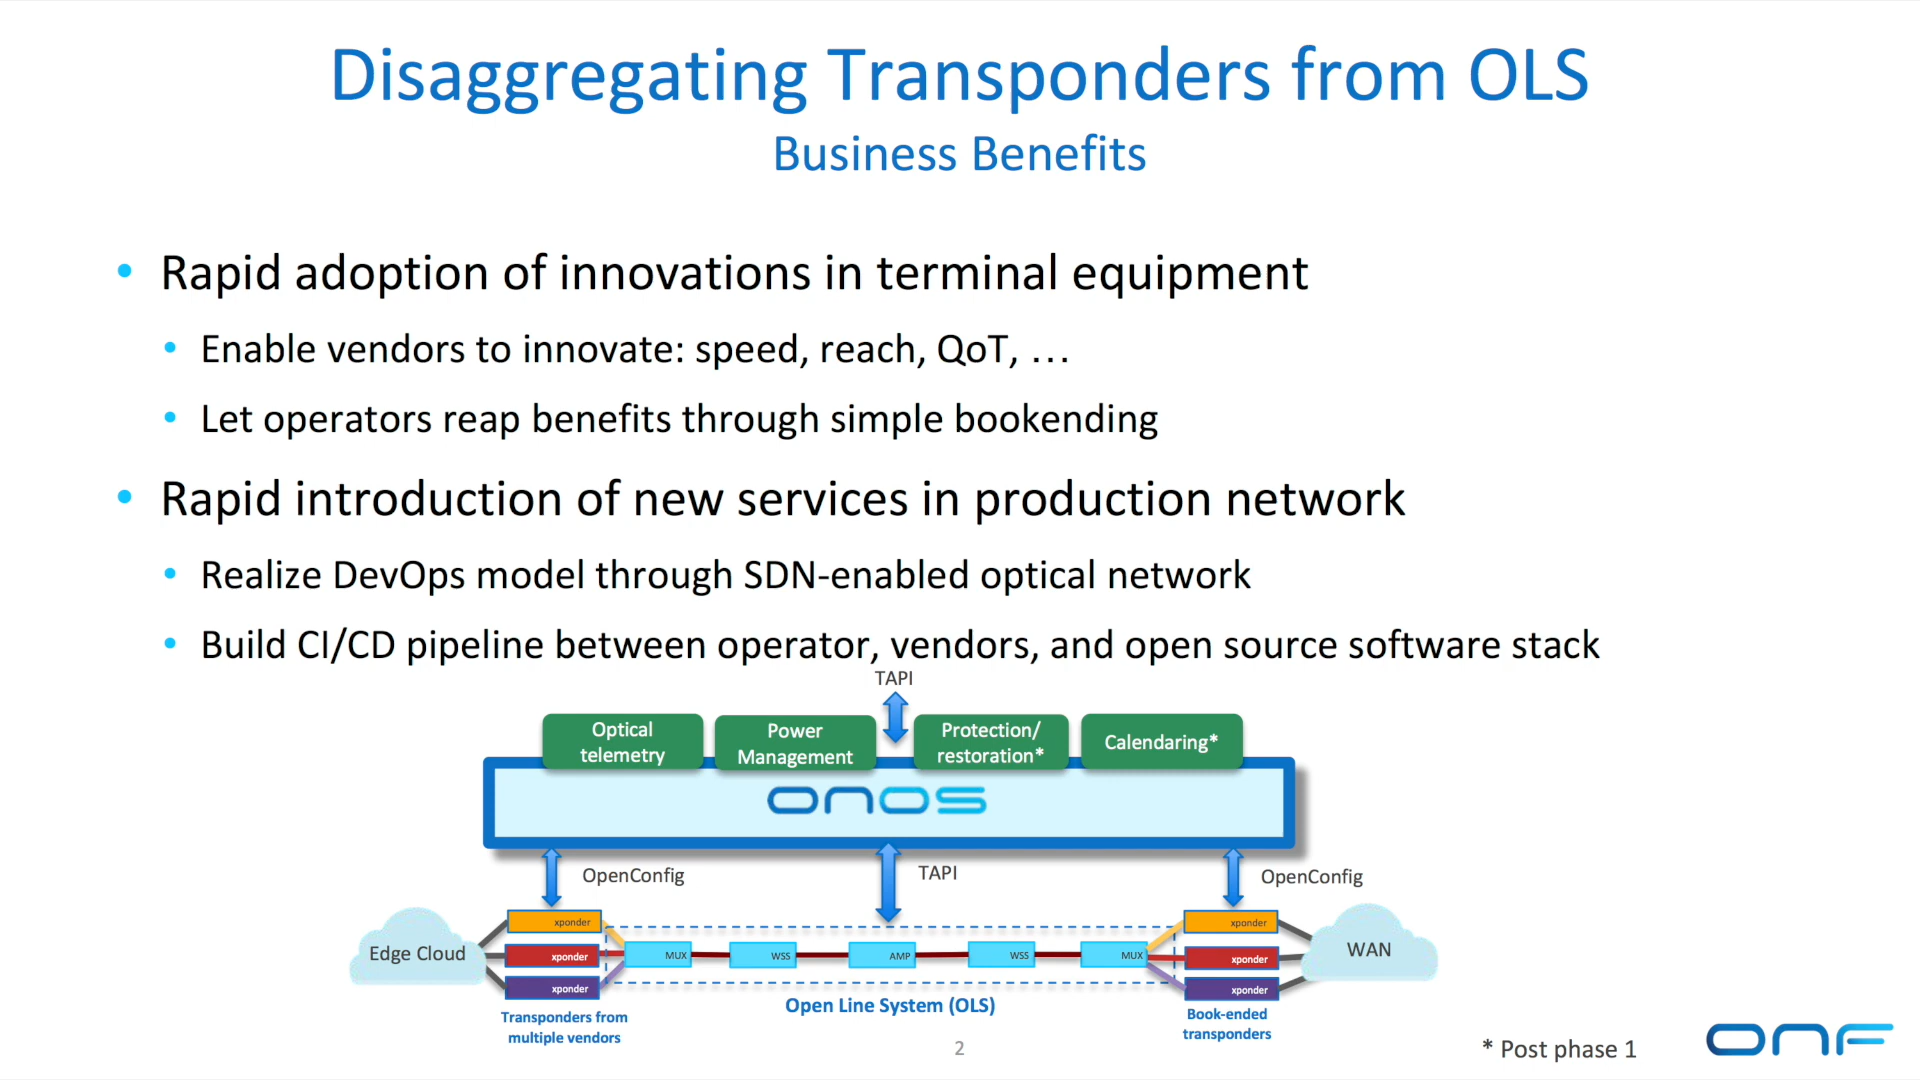 Disaggregating Transponders from OLS
Business Benefits
• Rapid adoption of innovations in terminal equipment
• Enable vendors to innovate: speed, reach, QoT, …
• Let operators reap benefits through simple bookending
• Rapid introduction of new services in production network
• Realize DevOps model through SDN-enabled optical network
• Build CI/CD pipeline between operator, vendors, and open source software stack
TAPI
Optical
telemetry
Power
Management
Protection/
restoration*
Calendaring*
onos
OpenConfig
TAPI
OpenConfig
Edge Cloud
xponder
xponder
xponder
MUX
WSS
AMP
WSS
MUX
xponder
xponder
xponder
WAN
Open Line System (OLS)
Transponders from
multiple vendors
Book-ended
transponders
2
* Post phase 1
ONF